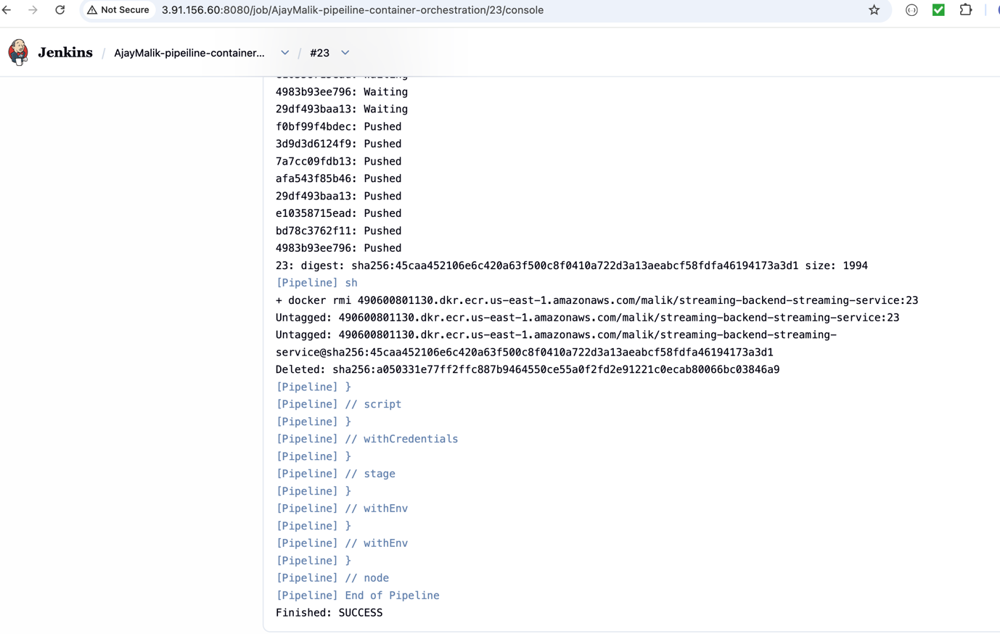 Not Secure 3.91.156.60:8080/job/AjayMalik-pipeiline-container-orchestration/23/console
Jenkins / AjayMalik-pipeiline-container... / #23
4983b93ee796: Waiting
29df493baa13: Waiting
f0bf99f4bdec: Pushed
3d9d3d6124f9: Pushed
7a7cc09fdb13: Pushed
afa543f85b46: Pushed
29df493baa13: Pushed
e10358715ead: Pushed
bd78c3762f11: Pushed
4983b93ee796: Pushed
23: digest: sha256:45caa452106e6c420a63f500c8f0410a722d3a13aeabcf58fdfa46194173a3d1 size: 1994
[Pipeline] sh
+ docker rmi 490600801130.dkr.ecr.us-east-1.amazonaws.com/malik/streaming-backend-streaming-service:23
Untagged: 490600801130.dkr.ecr.us-east-1.amazonaws.com/malik/streaming-backend-streaming-service:23
Untagged: 490600801130.dkr.ecr.us-east-1.amazonaws.com/malik/streaming-backend-streaming-
service@sha256:45caa452106e6c420a63f500c8f0410a722d3a13aeabcf58fdfa46194173a3d1
Deleted: sha256:a050331e77ff2ffc887b9464550ce55a0f2fd2e91221c0ecab80066bc03846a9
[Pipeline] }
[Pipeline] // script
[Pipeline] }
[Pipeline] // withCredentials
[Pipeline] }
[Pipeline] // stage
[Pipeline] }
[Pipeline] // withEnv
[Pipeline] }
[Pipeline] // withEnv
[Pipeline] }
[Pipeline] // node
[Pipeline] End of Pipeline
Finished: SUCCESS